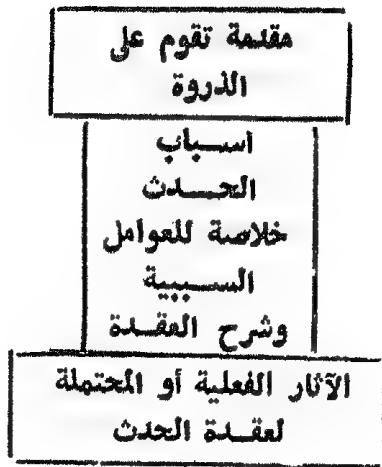 مقدمة تقوم على
الذروة
اسباب
الحدث
خلاصة للعوامل
السببية
وشرح العقدة
الآثار الفعلية أو المحتملة
لعقدة الحدث